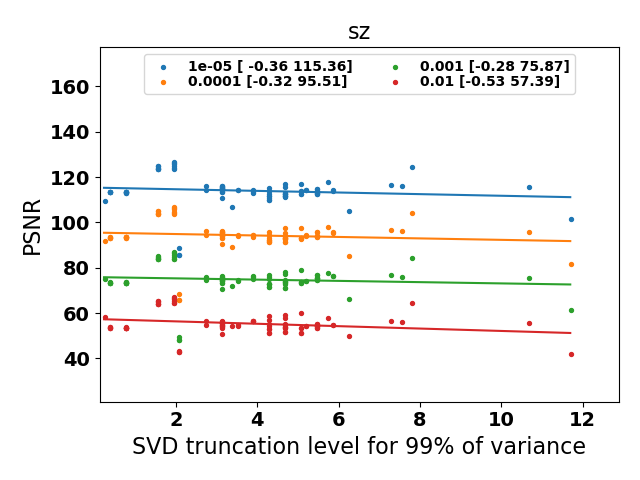 sz
1e-05 [ -0.36 115.36]
0.0001 [-0.32 95.51]
0.001 [-0.28 75.87]
0.01 [-0.53 57.39]
160
140
120
100
80
60
40
PSNR
2 4 6 8 10 12
SVD truncation level for 99% of variance